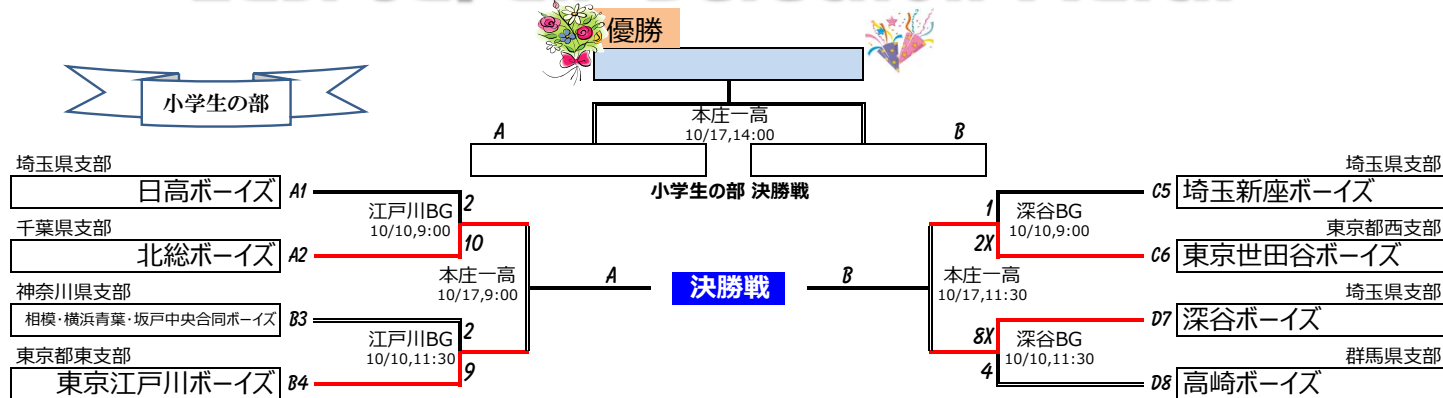 優勝
小学生の部
本庄一高
10/17,14:00
A
B
小学生の部 決勝戦
埼玉県支部
日高ボーイズ A1
千葉県支部
北総ボーイズ A2
江戸川BG
10/10,9:00
2
10
神奈川県支部
相模・横浜青葉・坂戸中央合同ボーイズ B3
東京都東支部
東京江戸川ボーイズ B4
江戸川BG
10/10,11:30
2
9
本庄一高
10/17,9:00
A
決勝戦
B
本庄一高
10/17,11:30
1
2X
深谷BG
10/10,9:00
埼玉県支部
C5 埼玉新座ボーイズ
東京都西支部
C6 東京世田谷ボーイズ
8X
4
深谷BG
10/10,11:30
埼玉県支部
D7 深谷ボーイズ
群馬県支部
D8 高崎ボーイズ